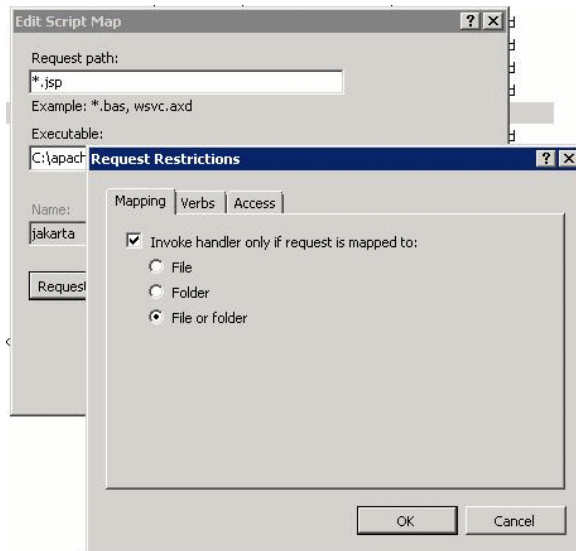 Edit Script Map
Request path:
*.jsp
Example: *.bas, wsvc.axd
Executable:
C:\apach
Name:
jakarta
Request
Request Restrictions
Mapping Verbs Access
Invoke handler only if request is mapped to:
File
Folder
File or folder
OK Cancel